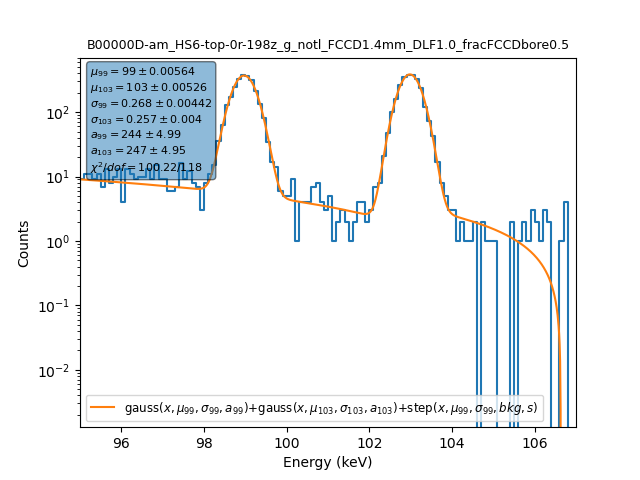 B00000D-am_HS6-top-0r-198z_g_notl_FCCD1.4mm_DLF1.0_fracFCCDbore0.5
μ₉₉ = 99 ± 0.00564
μ₁₀₃ = 103 ± 0.00526
σ₉₉ = 0.268 ± 0.00442
σ₁₀₃ = 0.257 ± 0.004
a₉₉ = 244 ± 4.99
a₁₀₃ = 247 ± 4.95
χ²/dof = 100.22/118
Counts
10²
10¹
10⁰
10⁻¹
10⁻²
gauss(x, μ₉₉, σ₉₉, a₉₉)+gauss(x, μ₁₀₃, σ₁₀₃, a₁₀₃)+step(x, μ₉₉, σ₉₉, bkg, s)
96 98 100 102 104 106
Energy (keV)